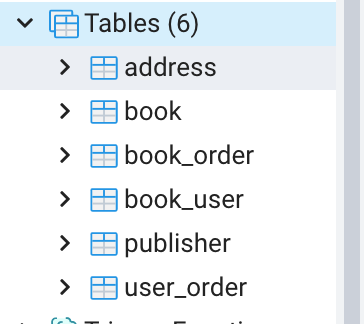 Tables (6)
address
book
book_order
book_user
publisher
user_order